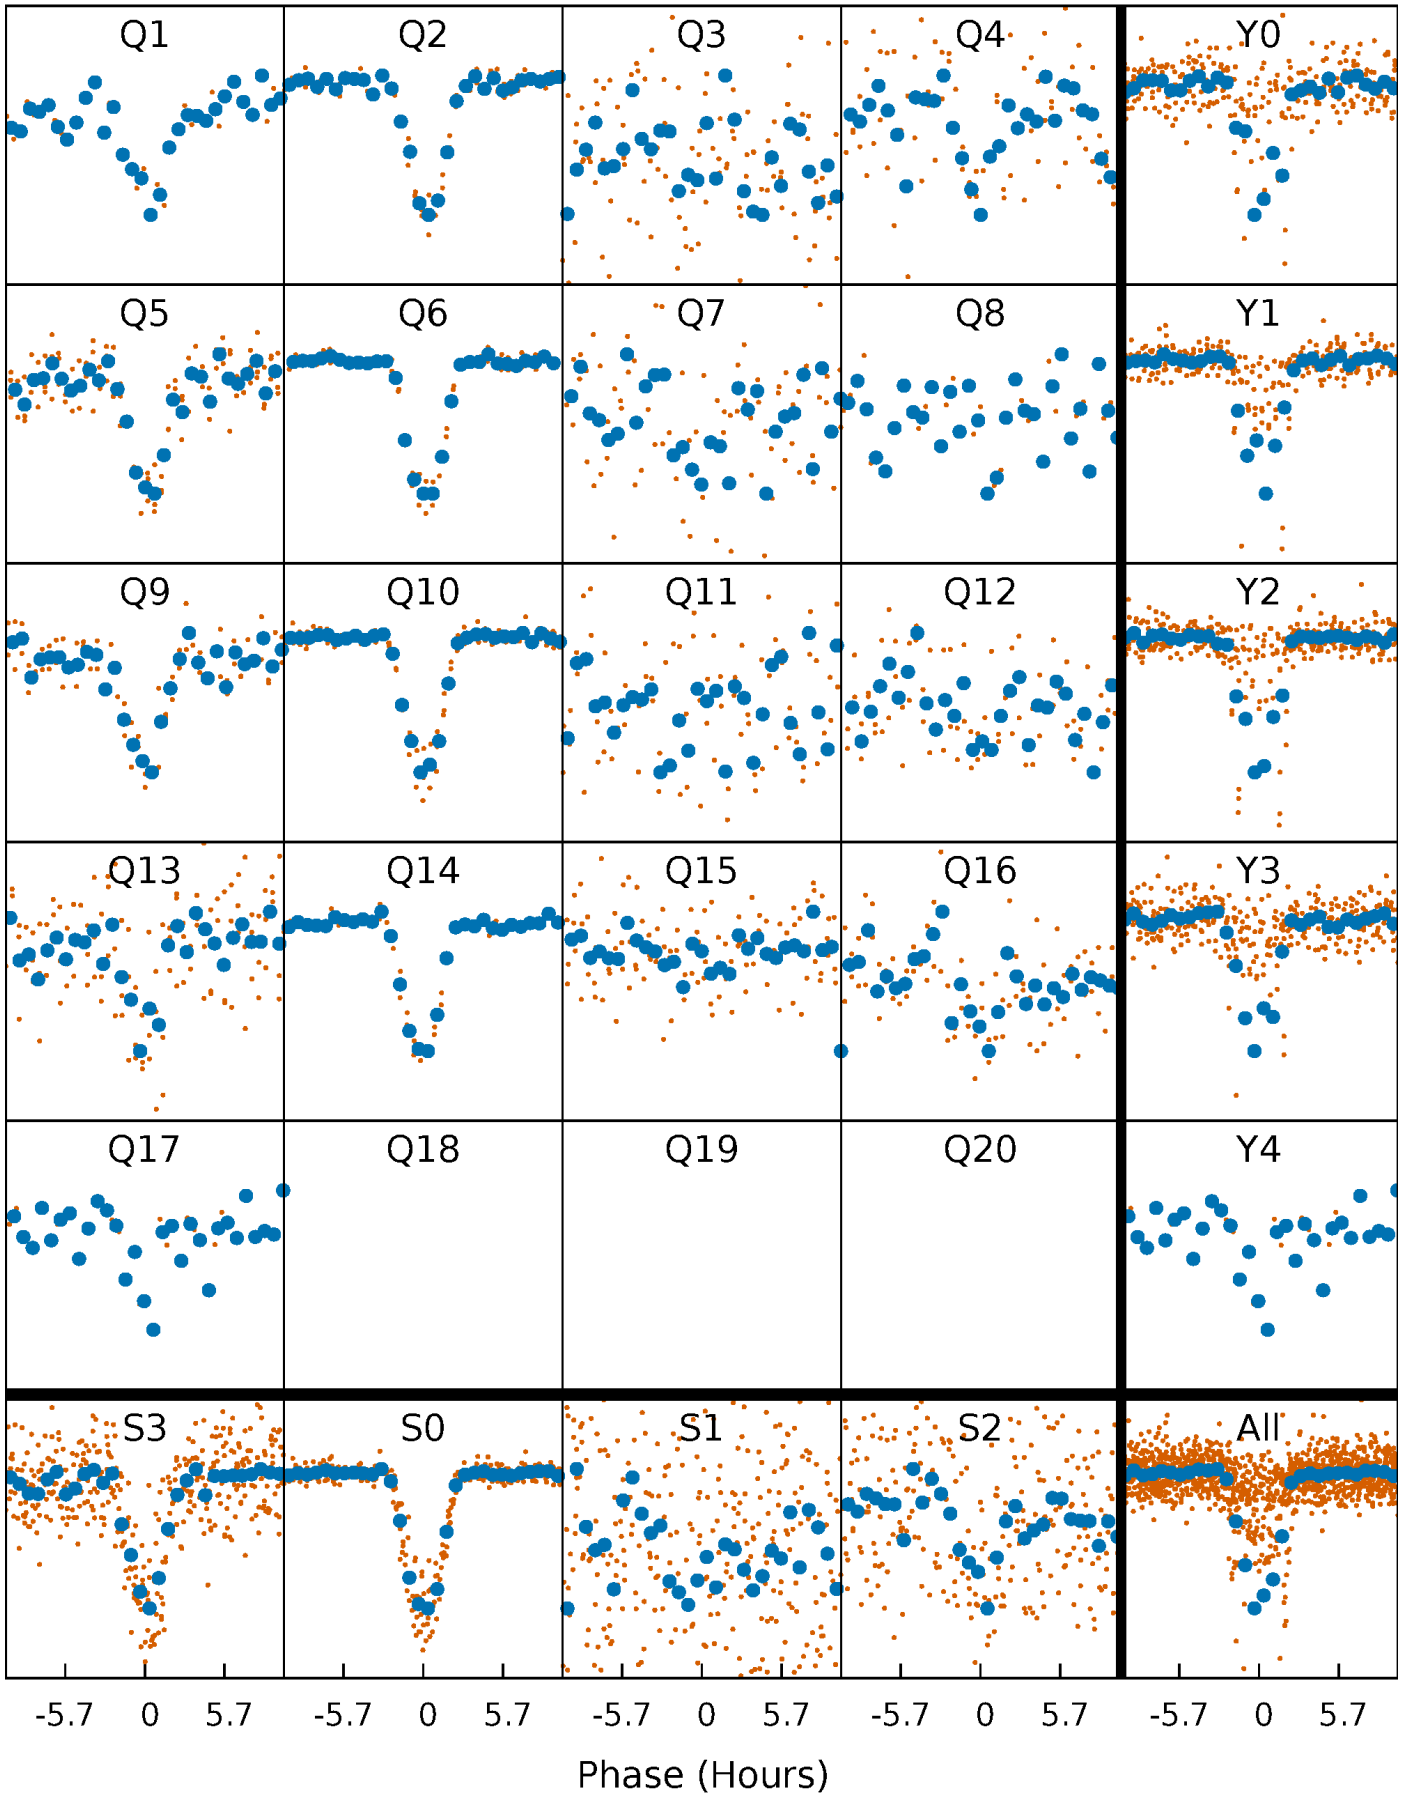 Q1 Q2 Q3 Q4 Y0
Q5 Q6 Q7 Q8 Y1
Q9 Q10 Q11 Q12 Y2
Q13 Q14 Q15 Q16 Y3
Q17 Q18 Q19 Q20 Y4
S3 S0 S1 S2 All
-5.7 0 5.7 -5.7 0 5.7 -5.7 0 5.7 -5.7 0 5.7 -5.7 0 5.7
Phase (Hours)